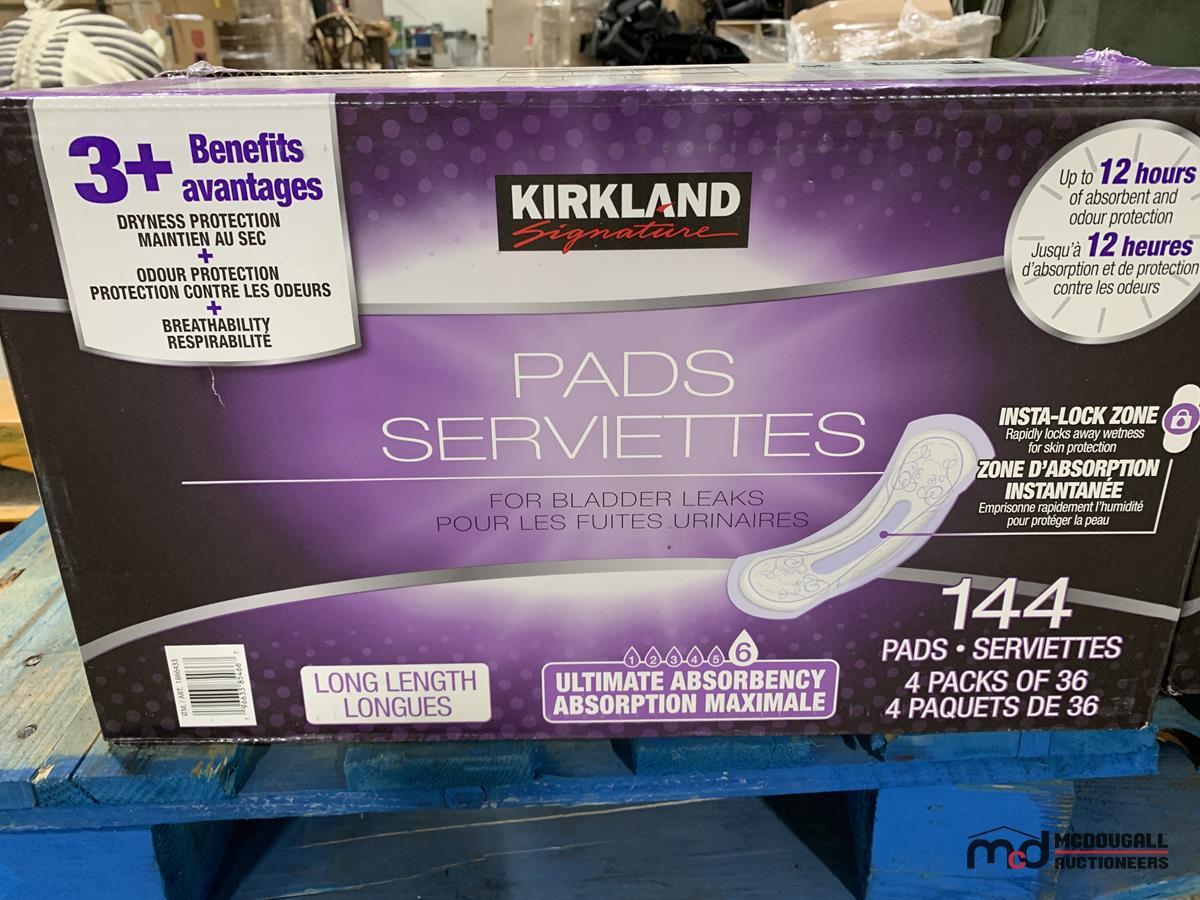 3+ Benefits
avantages
DRYNESS PROTECTION
MAINTIEN AU SEC
+
ODOUR PROTECTION
PROTECTION CONTRE LES ODEURS
+
BREATHABILITY
RESPIRABILITÉ
KIRKLAND
Signature
Up to 12 hours
of absorbent and
odour protection
Jusqu'à 12 heures
d'absorption et de protection
contre les odeurs
PADS
SERVIETTES
FOR BLADDER LEAKS
POUR LES FUITES URINAIRES
INSTA-LOCK ZONE
Rapidly locks away wetness
for skin protection
ZONE D'ABSORPTION
INSTANTANÉE
Emprisonne rapidement l'humidité
pour protéger la peau
144
PADS • SERVIETTES
4 PACKS OF 36
4 PAQUETS DE 36
1 2 3 4 5 6
ULTIMATE ABSORBENCY
ABSORPTION MAXIMALE
LONG LENGTH
LONGUES
ITM. / ART. 1866433
mcd MCDOUGALL
AUCTIONEERS